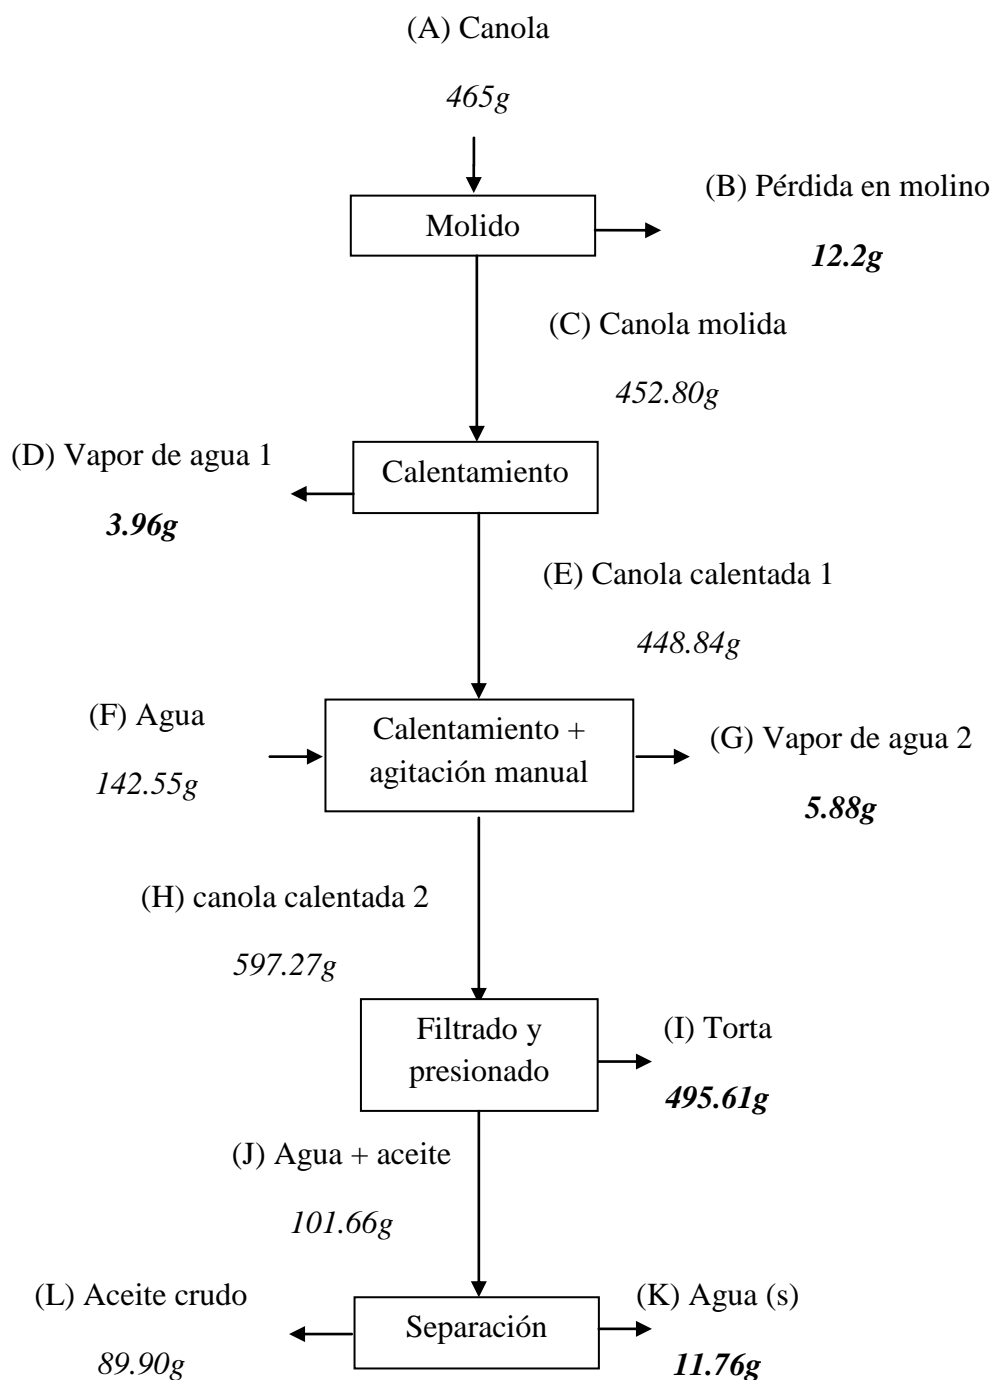 (A) Canola
465g
Molido
(B) Pérdida en molino
12.2g
(C) Canola molida
452.80g
(D) Vapor de agua 1
3.96g
Calentamiento
(E) Canola calentada 1
448.84g
(F) Agua
142.55g
Calentamiento +
agitación manual
(G) Vapor de agua 2
5.88g
(H) canola calentada 2
597.27g
Filtrado y
presionado
(I) Torta
495.61g
(J) Agua + aceite
101.66g
(L) Aceite crudo
89.90g
Separación
(K) Agua (s)
11.76g